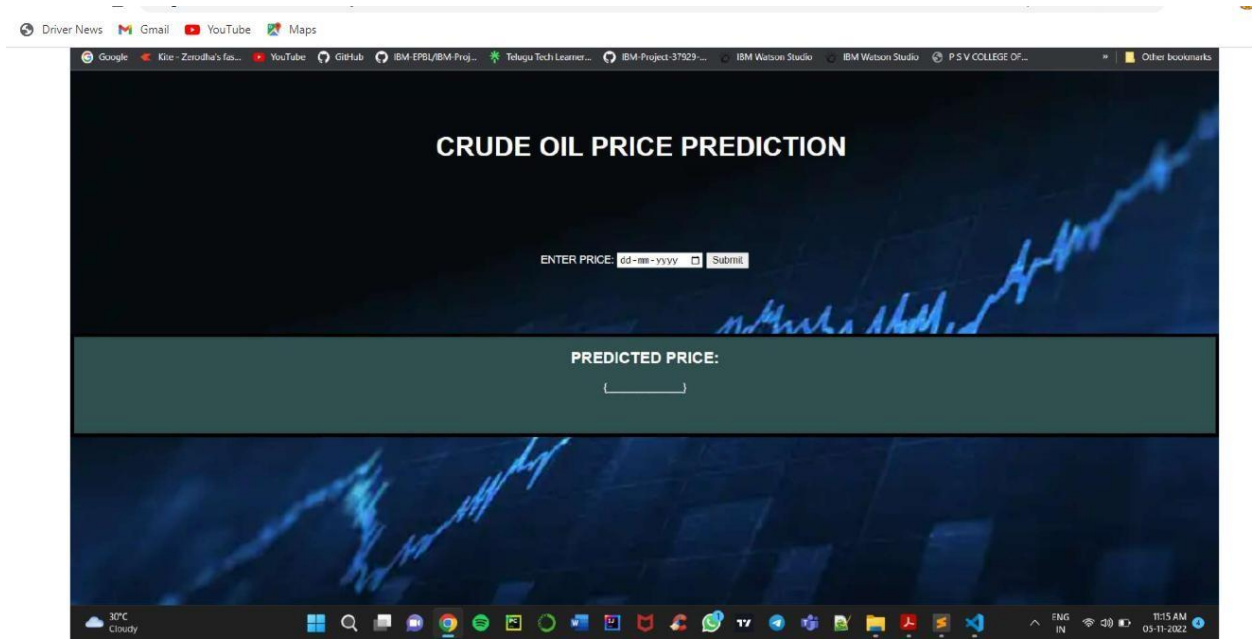 Driver News M Gmail YouTube Maps
Google Kite - Zerodha's fas... YouTube GitHub IBM-EPBL/IBM-Proj... Telugu Tech Learner... IBM-Project-37929-... IBM Watson Studio IBM Watson Studio P S V COLLEGE OF... » Other bookmarks
CRUDE OIL PRICE PREDICTION
ENTER PRICE: dd-mm-yyyy Submit
PREDICTED PRICE:
{____________}
30°C
Cloudy
ENG
IN
11:15 AM
05-11-2022